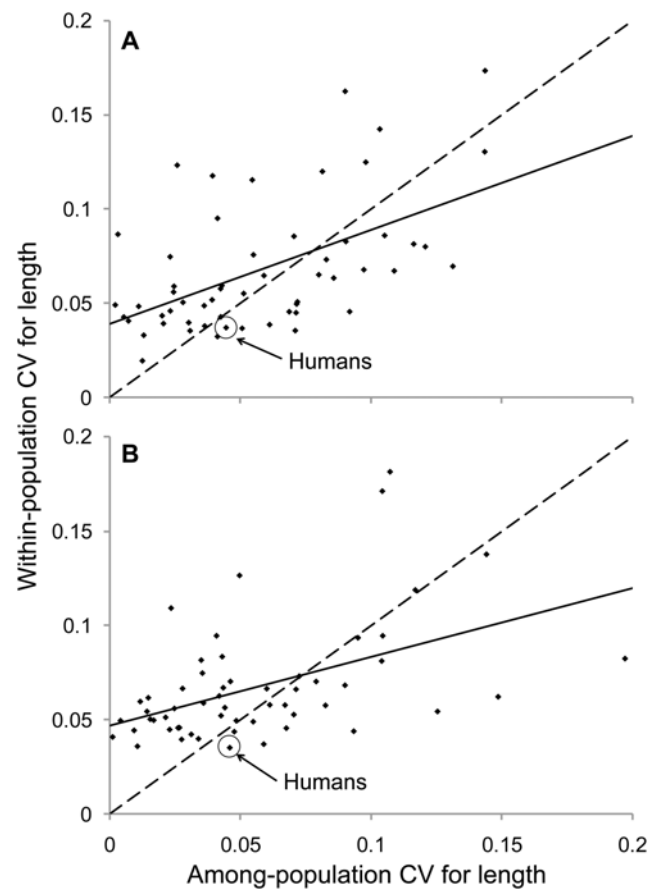 0.2
A
0.15
0.1
0.05
Humans
0
0.2
B
0.15
0.1
0.05
Humans
0
0 0.05 0.1 0.15 0.2
Among-population CV for length
Within-population CV for length